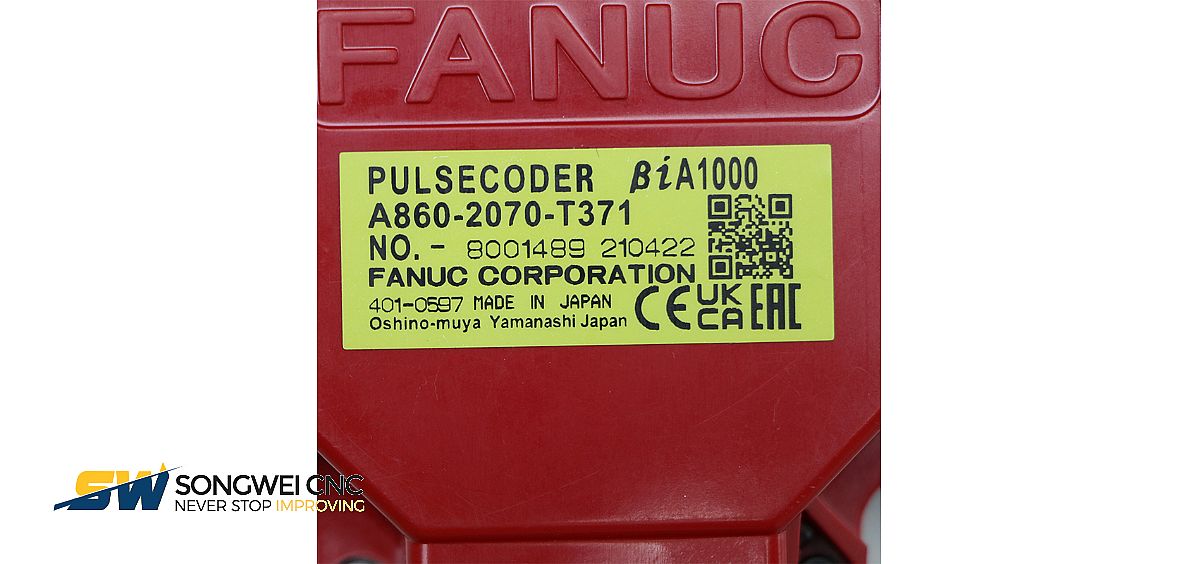 FANUC
PULSECODER βiA1000
A860-2070-T371
NO. - 8001489 210422
FANUC CORPORATION
401-0597 MADE IN JAPAN
Oshino-muya Yamanashi Japan
CE UK CA EAC
SW SONGWEI CNC
NEVER STOP IMPROVING